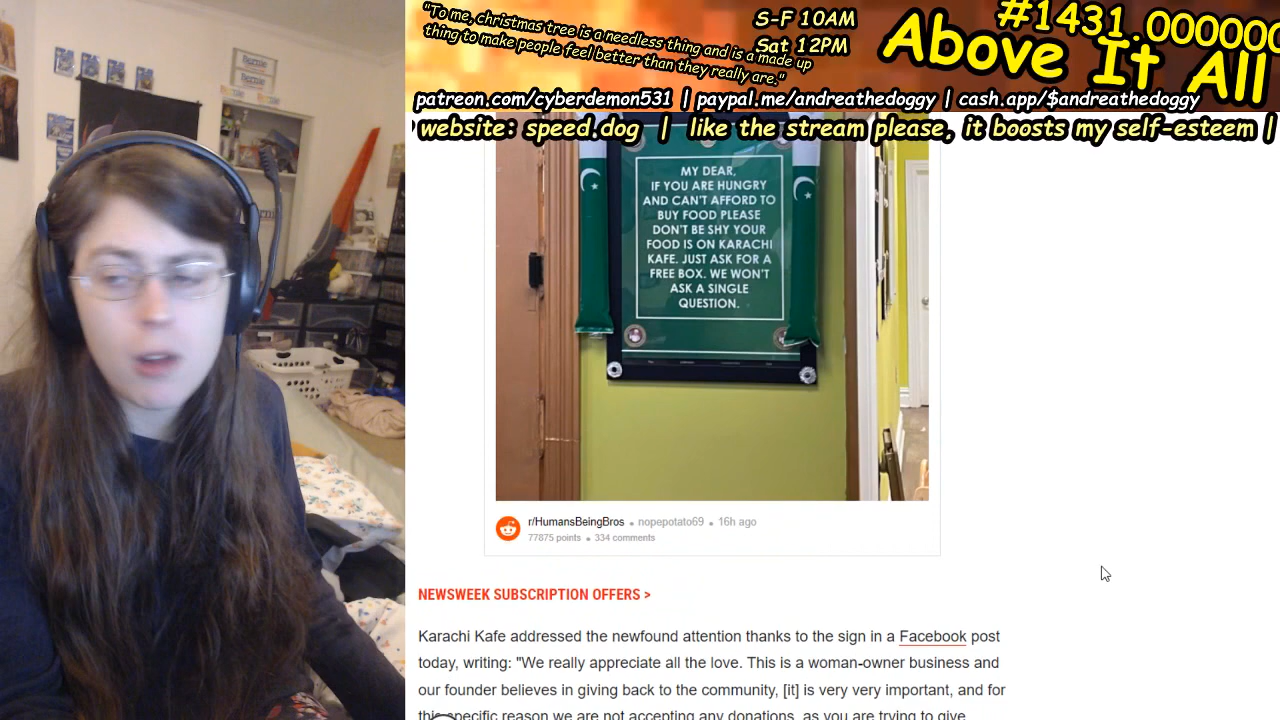 "To me, christmas tree is a needless thing and is a made up
thing to make people feel better than they really are."
S-F 10AM
Sat 12PM
#1431.000000
Above It All
patreon.com/cyberdemon531 | paypal.me/andreathedoggy | cash.app/$andreathedoggy
website: speed.dog | like the stream please, it boosts my self-esteem |
Bernie
Bernie
MY DEAR,
IF YOU ARE HUNGRY
AND CAN'T AFFORD TO
BUY FOOD PLEASE
DON'T BE SHY YOUR
FOOD IS ON KARACHI
KAFE. JUST ASK FOR A
FREE BOX. WE WON'T
ASK A SINGLE
QUESTION.
r/HumansBeingBros • nopepotato69 • 16h ago
77875 points • 334 comments
NEWSWEEK SUBSCRIPTION OFFERS >
Karachi Kafe addressed the newfound attention thanks to the sign in a Facebook post
today, writing: "We really appreciate all the love. This is a woman-owner business and
our founder believes in giving back to the community, [it] is very very important, and for
this specific reason we are not accepting any donations, as you are trying to give